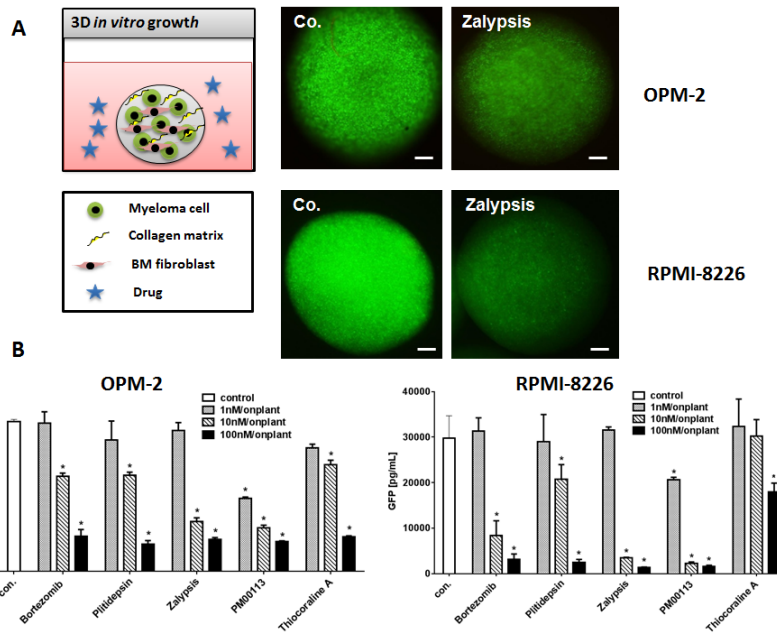 A
3D in vitro growth
Co.
Zalypsis
OPM-2
Myeloma cell
Collagen matrix
BM fibroblast
Drug
Co.
Zalypsis
RPMI-8226
B
OPM-2
control
1nM/onplant
10nM/onplant
100nM/onplant
* * * * * * * * * * *
con.
Bortezomib
Plitidepsin
Zalypsis
PM00113
Thiocoraline A
RPMI-8226
GFP [pg/mL]
40000
30000
20000
10000
0
control
1nM/onplant
10nM/onplant
100nM/onplant
* * * * * * * * * *
con.
Bortezomib
Plitidepsin
Zalypsis
PM00113
Thiocoraline A